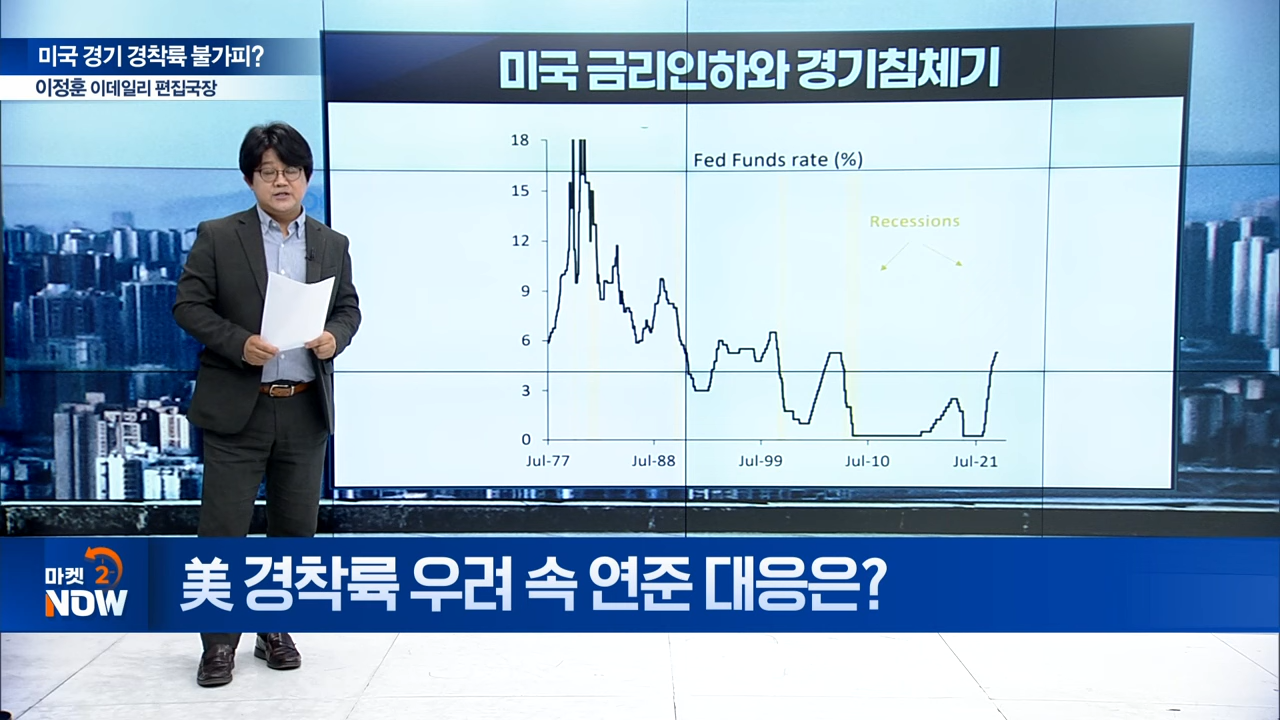 미국 경기 경착륙 불가피?
이정훈 이데일리 편집국장
미국 금리인하와 경기침체기
Fed Funds rate (%)
Recessions
18
15
12
9
6
3
0
Jul-77 Jul-88 Jul-99 Jul-10 Jul-21
마켓 2
NOW
美 경착륙 우려 속 연준 대응은?